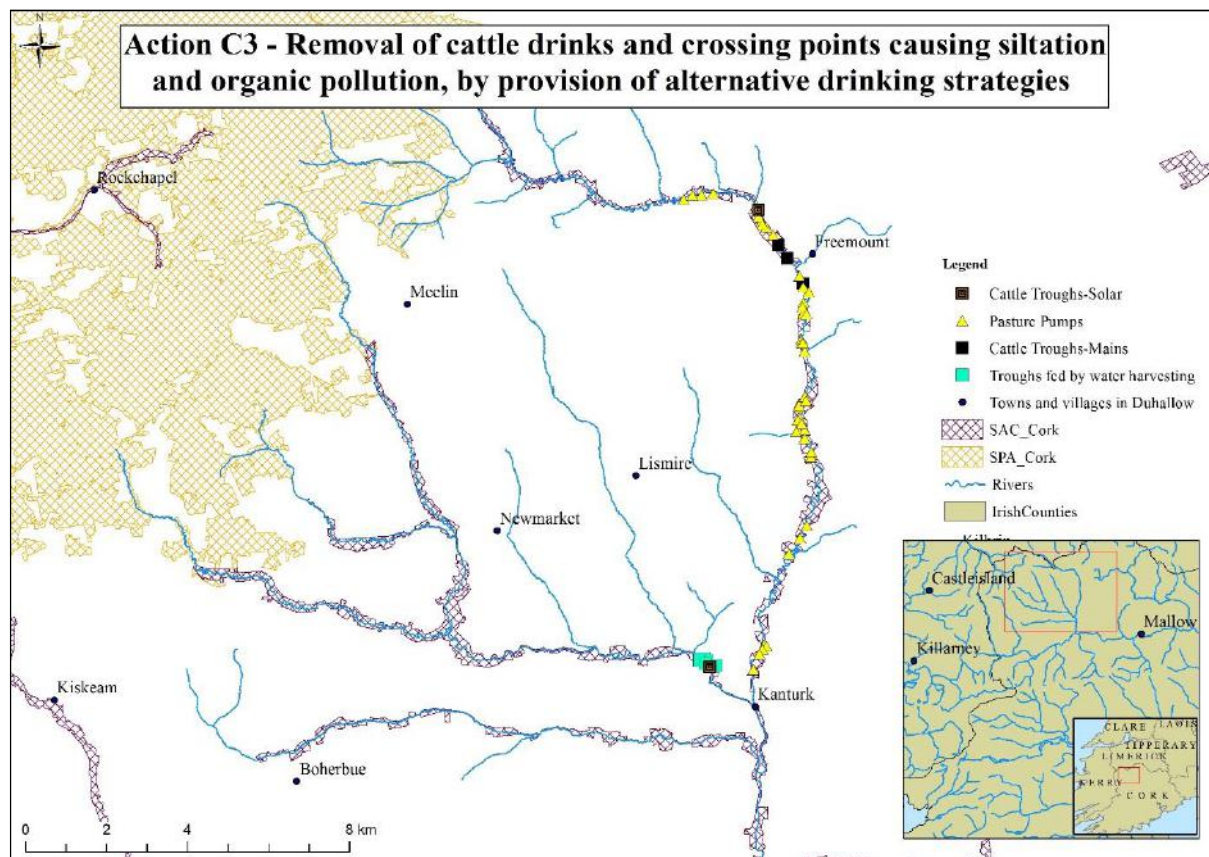 N
Action C3 - Removal of cattle drinks and crossing points causing siltation
and organic pollution, by provision of alternative drinking strategies
Rockchapel
Freemount
Meelin
Lismire
Newmarket
Kiskeam
Kanturk
Boherbue
Legend
Cattle Troughs-Solar
Pasture Pumps
Cattle Troughs-Mains
Troughs fed by water harvesting
Towns and villages in Duhallow
SAC_Cork
SPA_Cork
Rivers
IrishCounties
Castleisland
Mallow
Killarney
CLARE
TIPPERARY
LIMERICK
KERRY
CORK
0 2 4 8 km